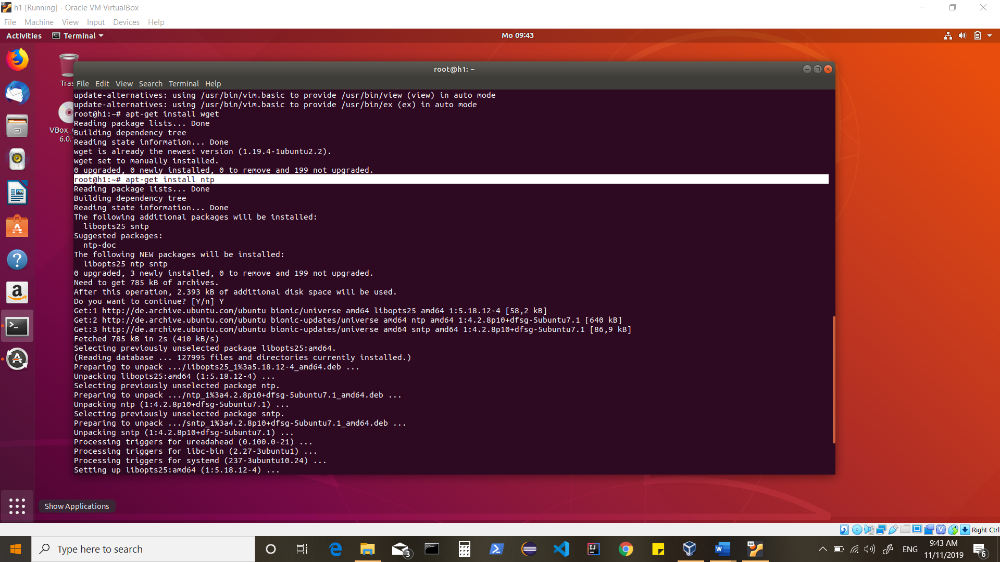 h1 [Running] - Oracle VM VirtualBox
File Machine View Input Devices Help
Activities Terminal Mo 09:43
root@h1: ~
File Edit View Search Terminal Help
update-alternatives: using /usr/bin/vim.basic to provide /usr/bin/view (view) in auto mode
update-alternatives: using /usr/bin/vim.basic to provide /usr/bin/ex (ex) in auto mode
root@h1:~# apt-get install wget
Reading package lists... Done
Building dependency tree
Reading state information... Done
wget is already the newest version (1.19.4-1ubuntu2.2).
wget set to manually installed.
0 upgraded, 0 newly installed, 0 to remove and 199 not upgraded.
root@h1:~# apt-get install ntp
Reading package lists... Done
Building dependency tree
Reading state information... Done
The following additional packages will be installed:
libopts25 sntp
Suggested packages:
ntp-doc
The following NEW packages will be installed:
libopts25 ntp sntp
0 upgraded, 3 newly installed, 0 to remove and 199 not upgraded.
Need to get 785 kB of archives.
After this operation, 2.393 kB of additional disk space will be used.
Do you want to continue? [Y/n] Y
Get:1 http://de.archive.ubuntu.com/ubuntu bionic/universe amd64 libopts25 amd64 1:5.18.12-4 [58,2 kB]
Get:2 http://de.archive.ubuntu.com/ubuntu bionic-updates/universe amd64 ntp amd64 1:4.2.8p10+dfsg-5ubuntu7.1 [640 kB]
Get:3 http://de.archive.ubuntu.com/ubuntu bionic-updates/universe amd64 sntp amd64 1:4.2.8p10+dfsg-5ubuntu7.1 [86,9 kB]
Fetched 785 kB in 2s (410 kB/s)
Selecting previously unselected package libopts25:amd64.
(Reading database ... 127995 files and directories currently installed.)
Preparing to unpack .../libopts25_1%3a5.18.12-4_amd64.deb ...
Unpacking libopts25:amd64 (1:5.18.12-4) ...
Selecting previously unselected package ntp.
Preparing to unpack .../ntp_1%3a4.2.8p10+dfsg-5ubuntu7.1_amd64.deb ...
Unpacking ntp (1:4.2.8p10+dfsg-5ubuntu7.1) ...
Selecting previously unselected package sntp.
Preparing to unpack .../sntp_1%3a4.2.8p10+dfsg-5ubuntu7.1_amd64.deb ...
Unpacking sntp (1:4.2.8p10+dfsg-5ubuntu7.1) ...
Processing triggers for ureadahead (0.100.0-21) ...
Processing triggers for libc-bin (2.27-3ubuntu1) ...
Processing triggers for systemd (237-3ubuntu10.24) ...
Setting up libopts25:amd64 (1:5.18.12-4) ...
Tras
VBox_
6.0.
Show Applications
Right Ctrl
Type here to search
3
ENG
9:43 AM
11/11/2019
6